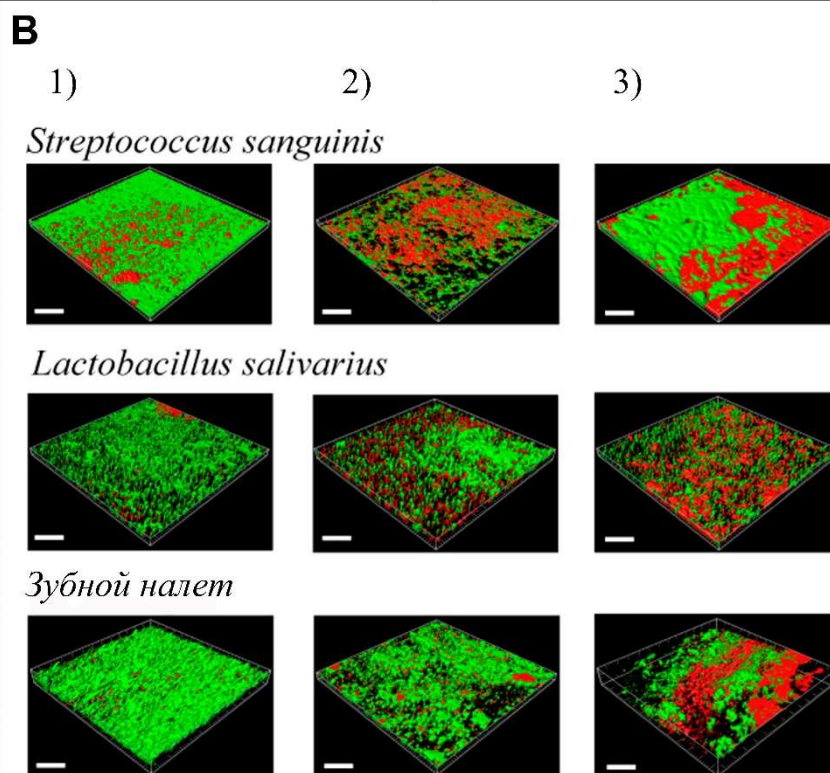 B
1) 2) 3)
Streptococcus sanguinis
Lactobacillus salivarius
Зубной налет